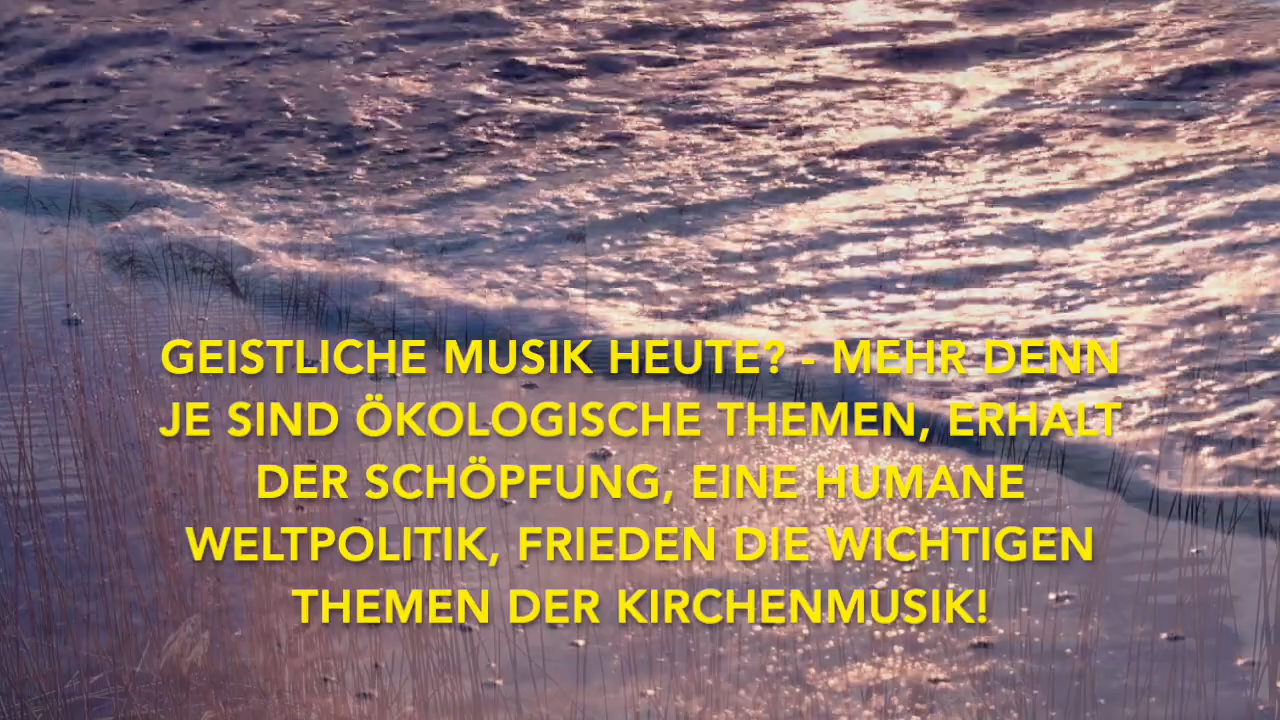 GEISTLICHE MUSIK HEUTE? - MEHR DENN
JE SIND ÖKOLOGISCHE THEMEN, ERHALT
DER SCHÖPFUNG, EINE HUMANE
WELTPOLITIK, FRIEDEN DIE WICHTIGEN
THEMEN DER KIRCHENMUSIK!